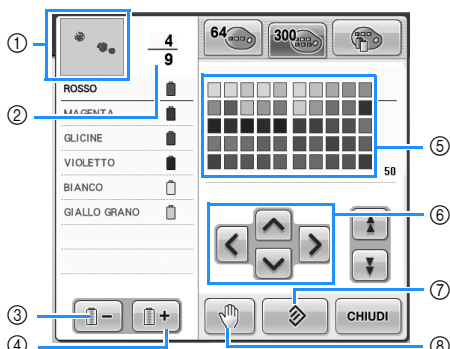 ①
4
9
64
300
②
ROSSO
MAGENTA
GLICINE
VIOLETTO
BIANCO
GIALLO GRANO
⑤
50
⑥
③
④
⑦
CHIUDI
⑧